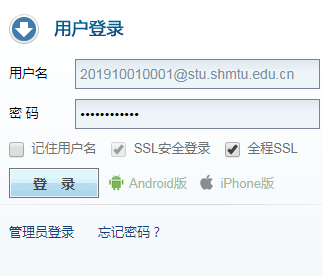 用户登录
用户名 201910010001@stu.shmtu.edu.cn
密 码 ••••••••••••
记住用户名 SSL安全登录 全程SSL
登 录 Android版 iPhone版
管理员登录 忘记密码？